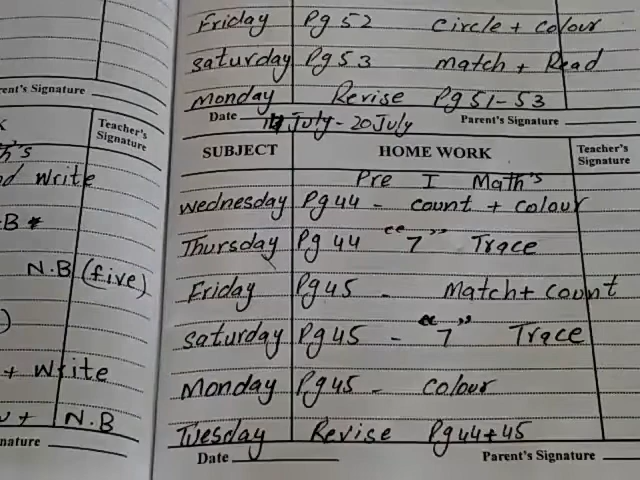 ent's Signature
K
Teacher's Signature
h's
nd write
B *
N.B (five)
)
+ write
+ N.B
nature
Friday Pg 52 Circle + colour
Saturday Pg 53 match + Read
Monday Revise Pg 51-53
Date July - 20 July Parent's Signature
SUBJECT HOME WORK Teacher's Signature
Pre I Math's
Wednesday Pg 44 - count + colour
Thursday Pg 44 "7" Trace
Friday Pg 45 - Match + count
Saturday Pg 45 - "7" Trace
Monday Pg 45 - colour
Tuesday Revise Pg 44+45
Date Parent's Signature